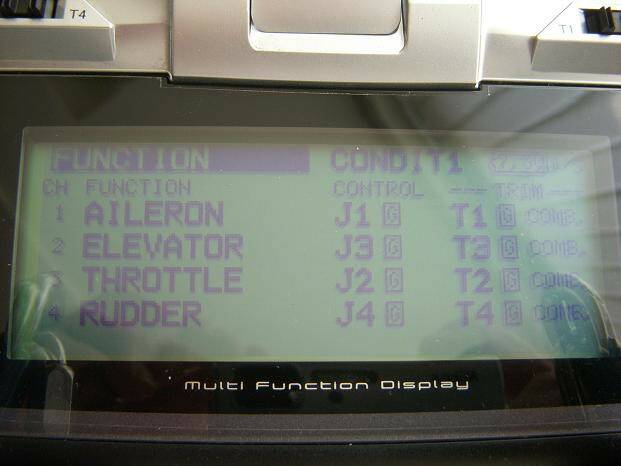 T4 T1
FUNCTION CONDIT1
CH FUNCTION CONTROL TRIM
1 AILERON J1 G T1 G COMB.
2 ELEVATOR J3 G T3 G COMB.
3 THROTTLE J2 G T2 G COMB.
4 RUDDER J4 G T4 G COMB.
Multi Function Display